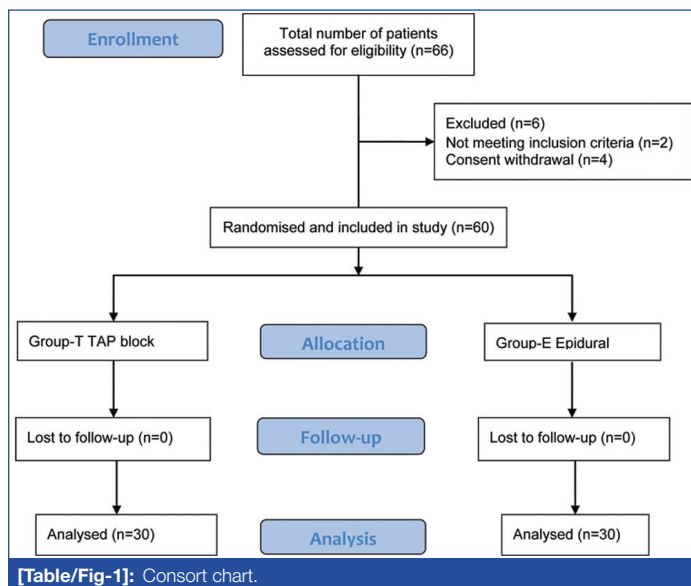 Enrollment
Total number of patients
assessed for eligibility (n=66)
Excluded (n=6)
Not meeting inclusion criteria (n=2)
Consent withdrawal (n=4)
Randomised and included in study (n=60)
Group-T TAP block
Allocation
Group-E Epidural
Lost to follow-up (n=0)
Follow-up
Lost to follow-up (n=0)
Analysed (n=30)
Analysis
Analysed (n=30)
[Table/Fig-1]: Consort chart.